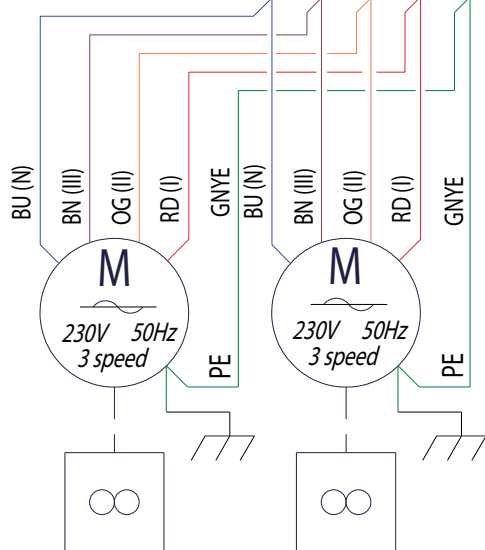 BU (N)
BN (III)
OG (II)
RD (I)
GNYE
BU (N)
BN (III)
OG (II)
RD (I)
GNYE
M
230V 50Hz
3 speed
PE
M
230V 50Hz
3 speed
PE